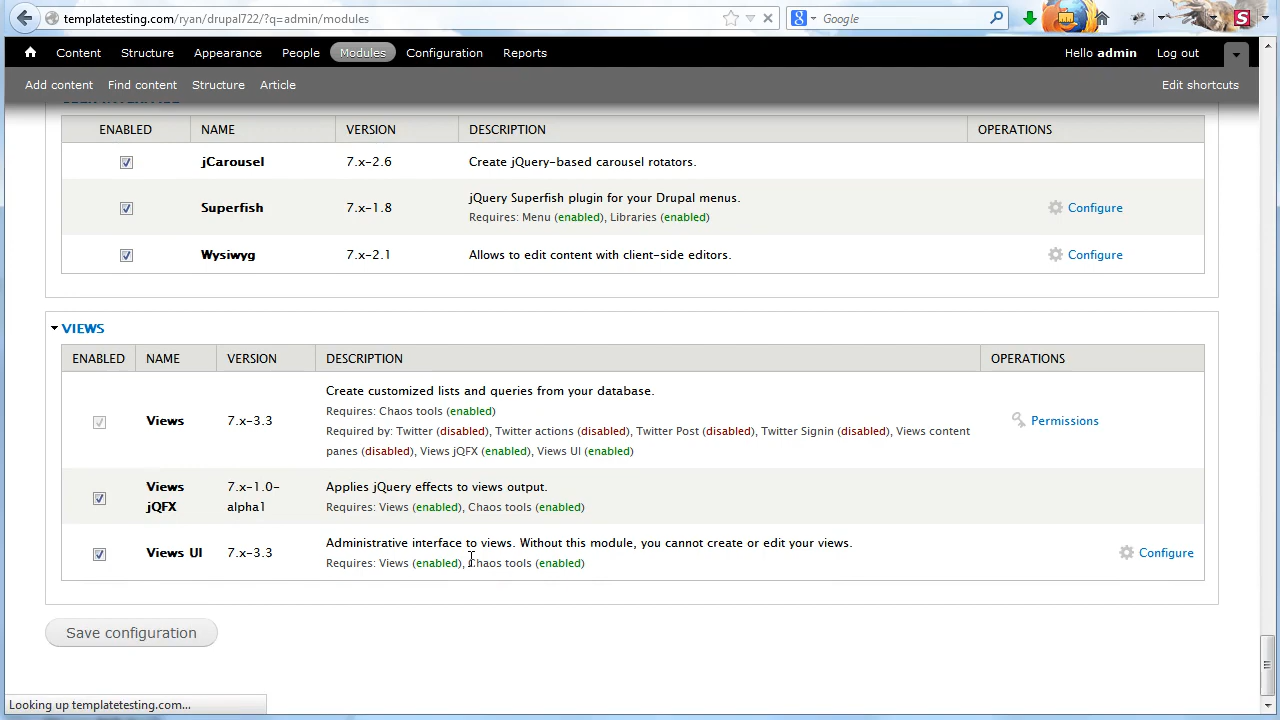 templatetesting.com/ryan/drupal722/?q=admin/modules
Google
Content Structure Appearance People Modules Configuration Reports
Hello admin Log out
Add content Find content Structure Article
Edit shortcuts
ENABLED NAME VERSION DESCRIPTION OPERATIONS
jCarousel 7.x-2.6 Create jQuery-based carousel rotators.
Superfish 7.x-1.8 jQuery Superfish plugin for your Drupal menus.
Requires: Menu (enabled), Libraries (enabled)
Configure
Wysiwyg 7.x-2.1 Allows to edit content with client-side editors. Configure
VIEWS
ENABLED NAME VERSION DESCRIPTION OPERATIONS
Views 7.x-3.3
Create customized lists and queries from your database.
Requires: Chaos tools (enabled)
Required by: Twitter (disabled), Twitter actions (disabled), Twitter Post (disabled), Twitter Signin (disabled), Views content
panes (disabled), Views jQFX (enabled), Views UI (enabled)
Permissions
Views
jQFX
7.x-1.0-
alpha1
Applies jQuery effects to views output.
Requires: Views (enabled), Chaos tools (enabled)
Views UI 7.x-3.3
Administrative interface to views. Without this module, you cannot create or edit your views.
Requires: Views (enabled), Chaos tools (enabled)
Configure
Save configuration
Looking up templatetesting.com...